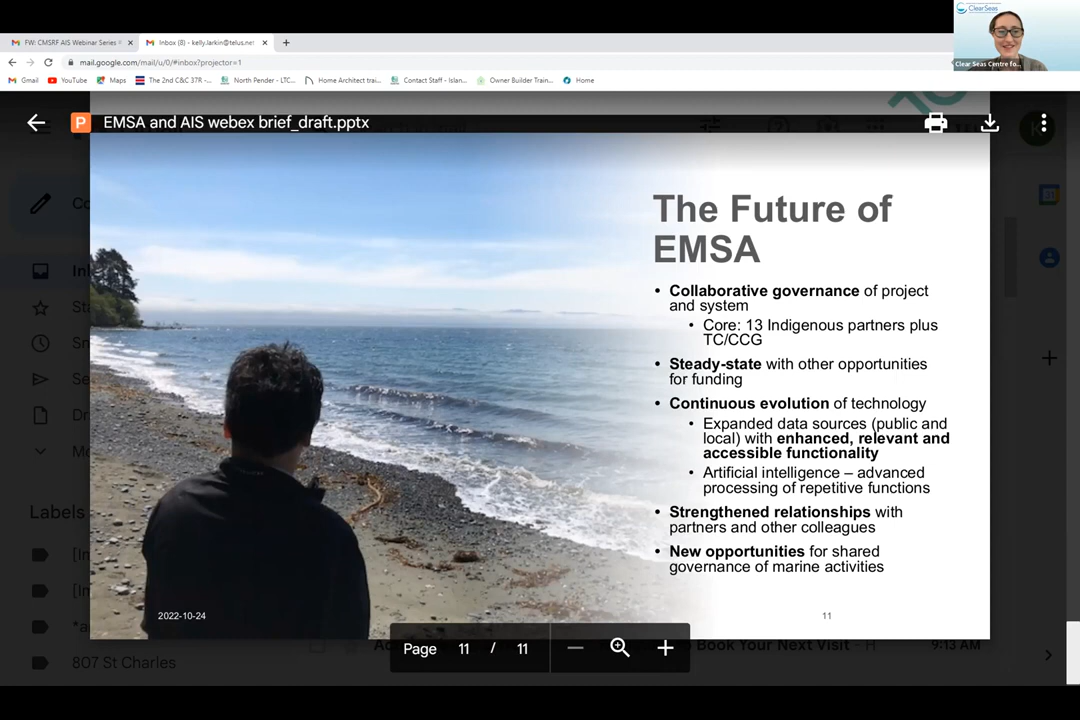 ClearSeas
FW: CMSRF AIS Webinar Series
Inbox (8) - kelly.larkin@telus.net
mail.google.com/mail/u/0/#inbox?projector=1
Clear Seas Centre fo...
Gmail
YouTube
Maps
The 2nd C&C 37R -...
North Pender - LTC...
Home Architect trai...
Contact Staff - Islan...
Owner Builder Train...
Home
P
EMSA and AIS webex brief_draft.pptx
The Future of
EMSA
• Collaborative governance of project
and system
• Core: 13 Indigenous partners plus
TC/CCG
• Steady-state with other opportunities
for funding
• Continuous evolution of technology
• Expanded data sources (public and
local) with enhanced, relevant and
accessible functionality
• Artificial intelligence – advanced
processing of repetitive functions
• Strengthened relationships with
partners and other colleagues
• New opportunities for shared
governance of marine activities
2022-10-24
11
Labels
807 St Charles
Page 11 / 11
Book Your Next Visit - H
9:13 AM